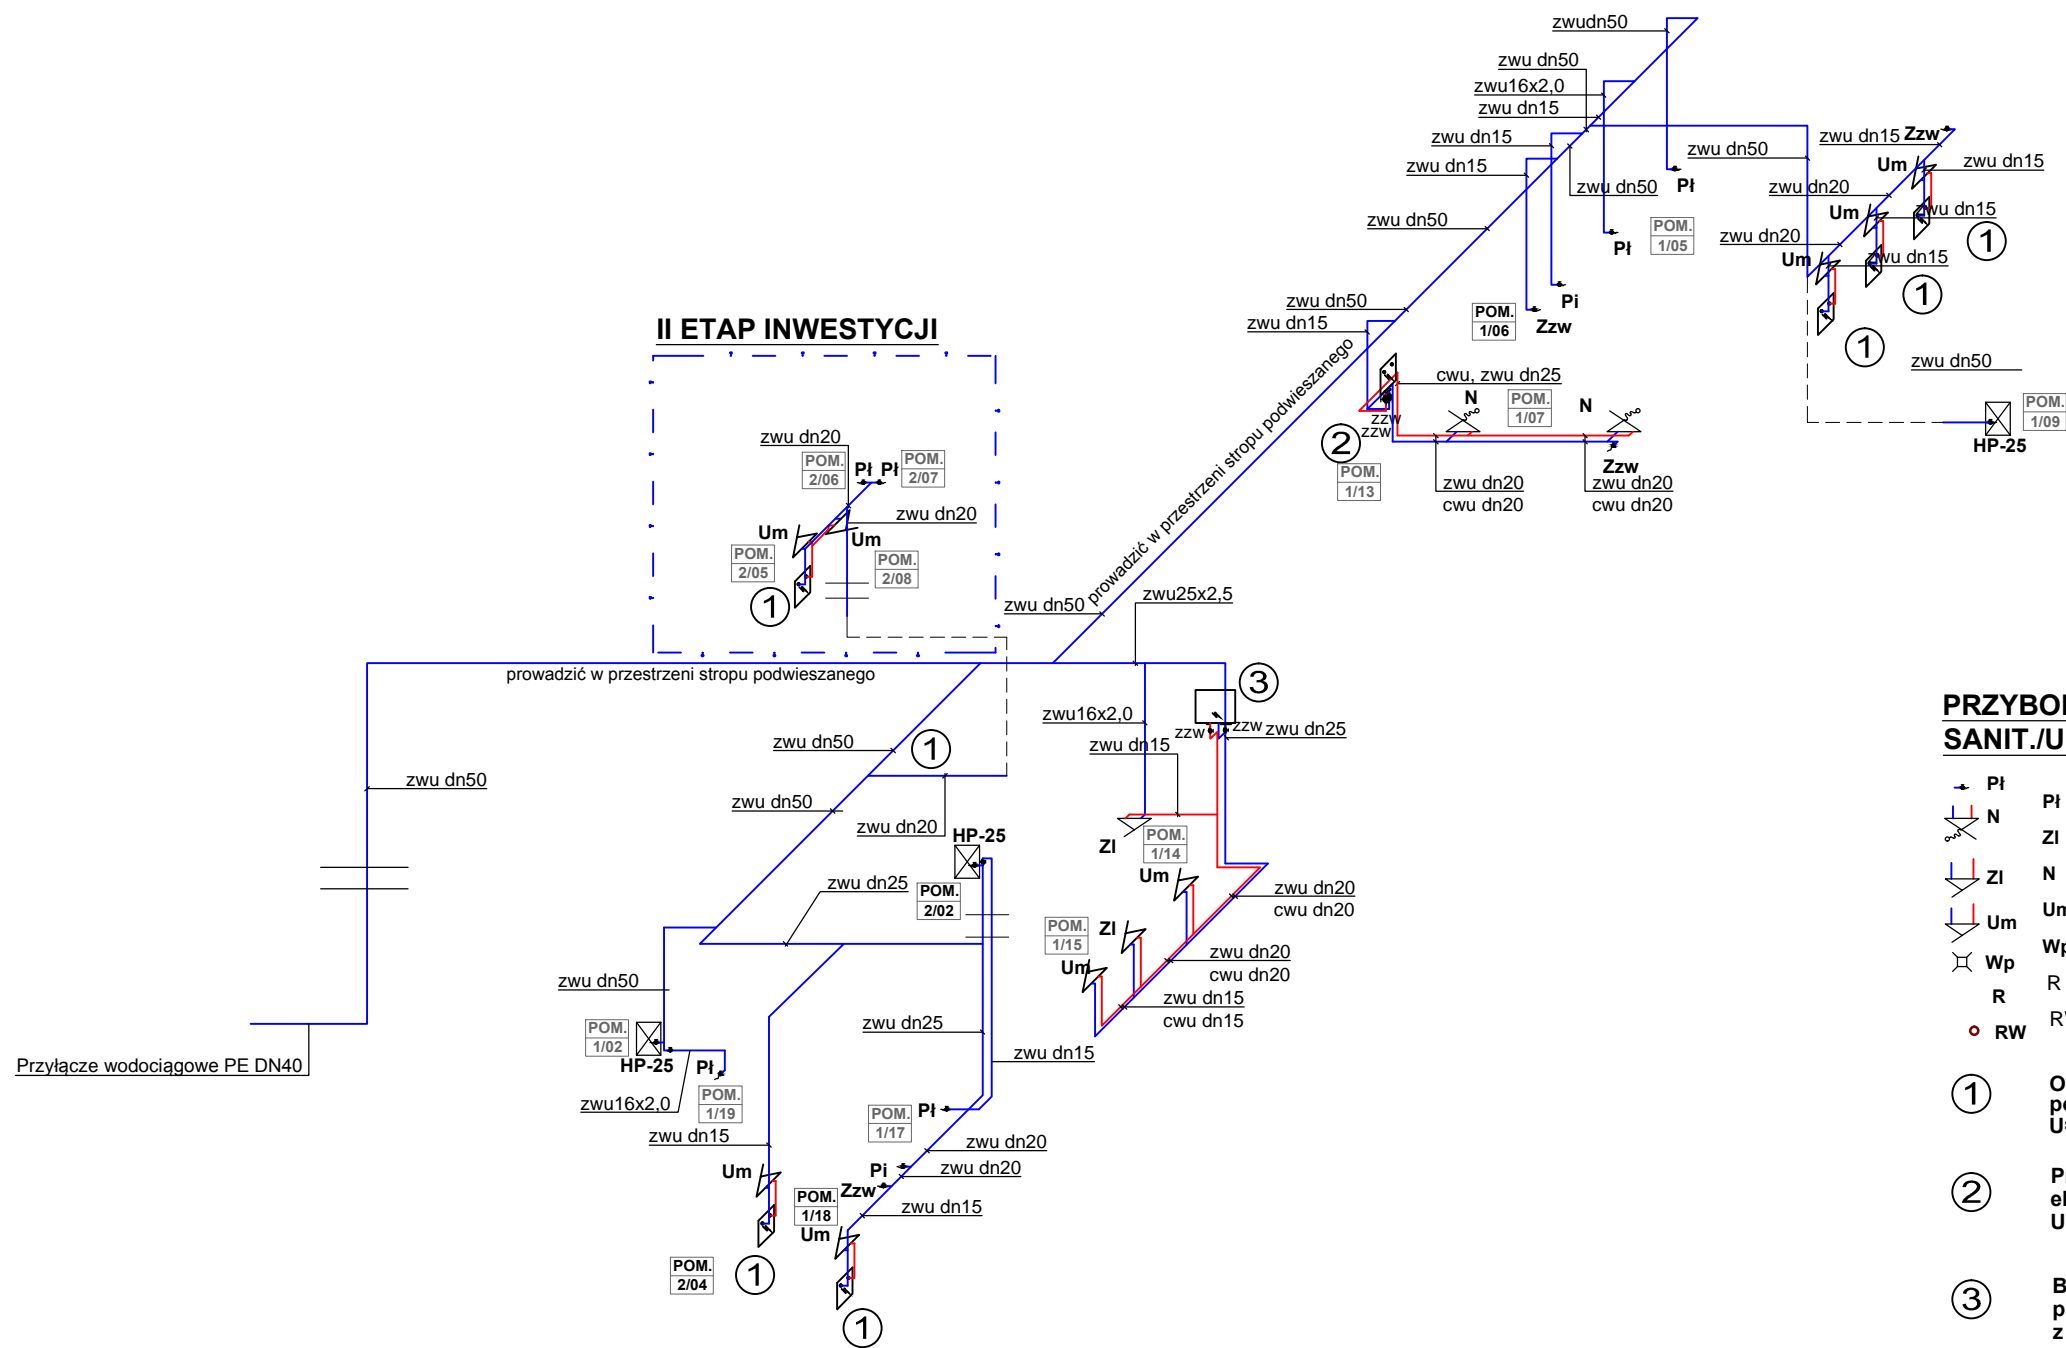 zwudn50
zwu dn50
zwu16x2,0
zwu dn15
zwu dn15
zwu dn15
zwu dn50
zwu dn50
Pł
zwu dn50
zwu dn15
Zzw
Um
zwu dn15
zwu dn20
Um
zwu dn15
zwu dn20
Um
zwu dn15
1
1
1
POM.
1/05
Pł
Pi
POM.
1/06
Zzw
zwu dn50
zwu dn15
II ETAP INWESTYCJI
prowadzić w przestrzeni stropu podwieszanego
cwu, zwu dn25
zzw
zzw
2
POM.
1/13
N
POM.
1/07
N
Zzw
zwu dn20
cwu dn20
zwu dn20
cwu dn20
zwu dn50
POM.
1/09
HP-25
zwu dn20
POM.
2/06
Pł
Pł
POM.
2/07
zwu dn20
Um
Um
POM.
2/05
POM.
2/08
1
zwu dn50
zwu25x2,5
prowadzić w przestrzeni stropu podwieszanego
3
zwu16x2,0
zzw
zzw
zwu dn25
zwu dn15
zwu dn50
1
zwu dn50
zwu dn50
zwu dn20
HP-25
Zl
POM.
1/14
Um
zwu dn25
POM.
2/02
zwu dn20
cwu dn20
POM.
1/15
Zl
Um
zwu dn20
cwu dn20
zwu dn15
cwu dn15
zwu dn50
POM.
1/02
HP-25
Pł
zwu dn25
zwu dn15
Przyłącze wodociągowe PE DN40
zwu16x2,0
POM.
1/19
POM.
1/17
Pł
zwu dn15
zwu dn20
Um
Pi
zwu dn20
Zzw
POM.
1/18
zwu dn15
Um
POM.
2/04
1
1
SANIT./U
Pł
Pł
N
Zl
Zl
N
Um
Wp
R
R
RW
1
2
3